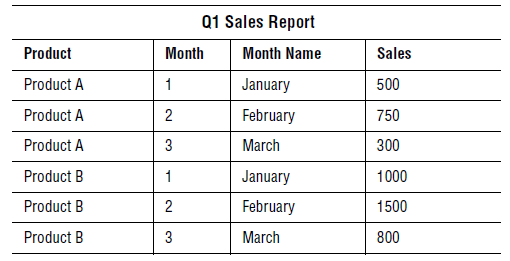 Q1 Sales Report
Product Month Month Name Sales
Product A 1 January 500
Product A 2 February 750
Product A 3 March 300
Product B 1 January 1000
Product B 2 February 1500
Product B 3 March 800